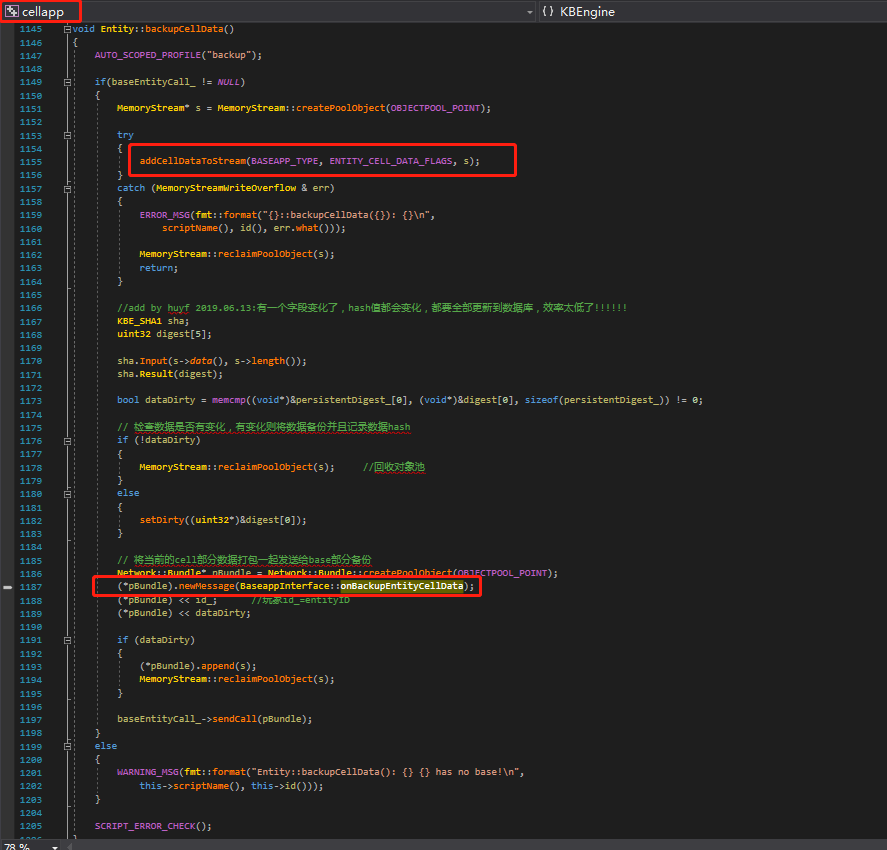 cellapp
{} KBEngine
1145 void Entity::backupCellData()
1146 {
1147 AUTO_SCOPED_PROFILE("backup");
1148
1149 if(baseEntityCall_ != NULL)
1150 {
1151 MemoryStream* s = MemoryStream::createPoolObject(OBJECTPOOL_POINT);
1152
1153 try
1154 {
1155 addCellDataToStream(BASEAPP_TYPE, ENTITY_CELL_DATA_FLAGS, s);
1156 }
1157 catch (MemoryStreamWriteOverflow & err)
1158 {
1159 ERROR_MSG(fmt::format("{}::backupCellData({}): {}\n",
1160 scriptName(), id(), err.what()));
1161
1162 MemoryStream::reclaimPoolObject(s);
1163 return;
1164 }
1165
1166 //add by huyf 2019.06.13:有一个字段变化了，hash值都会变化，都要全部更新到数据库，效率太低了!!!!!!
1167 KBE_SHA1 sha;
1168 uint32 digest[5];
1169
1170 sha.Input(s->data(), s->length());
1171 sha.Result(digest);
1172
1173 bool dataDirty = memcmp((void*)&persistentDigest_[0], (void*)&digest[0], sizeof(persistentDigest_)) != 0;
1174
1175 // 检查数据是否有变化，有变化则将数据备份并且记录数据hash
1176 if (!dataDirty)
1177 {
1178 MemoryStream::reclaimPoolObject(s); //回收对象池
1179 }
1180 else
1181 {
1182 setDirty((uint32*)&digest[0]);
1183 }
1184
1185 // 将当前的cell部分数据打包一起发送给base部分备份
1186 Network::Bundle* pBundle = Network::Bundle::createPoolObject(OBJECTPOOL_POINT);
1187 (*pBundle).newMessage(BaseappInterface::onBackupEntityCellData);
1188 (*pBundle) << id_; //玩家id_=entityID
1189 (*pBundle) << dataDirty;
1190
1191 if (dataDirty)
1192 {
1193 (*pBundle).append(s);
1194 MemoryStream::reclaimPoolObject(s);
1195 }
1196
1197 baseEntityCall_->sendCall(pBundle);
1198 }
1199 else
1200 {
1201 WARNING_MSG(fmt::format("Entity::backupCellData(): {} {} has no base!\n",
1202 this->scriptName(), this->id()));
1203 }
1204
1205 SCRIPT_ERROR_CHECK();
78 %